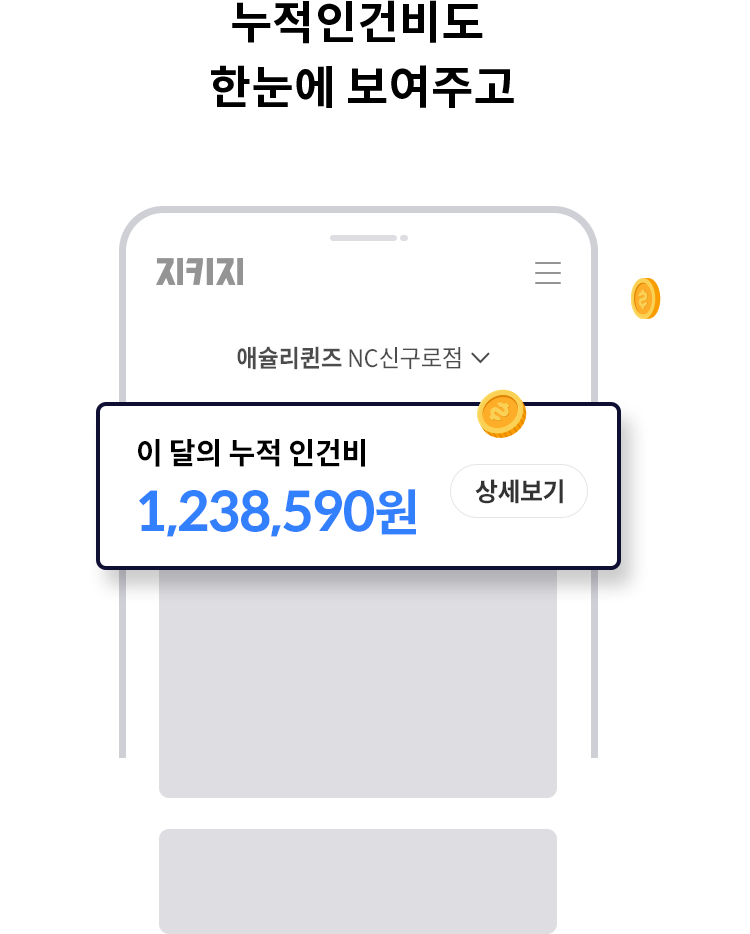 누적인건비도
한눈에 보여주고
지키지
애슐리퀸즈 NC신구로점
이 달의 누적 인건비
1,238,590원
상세보기